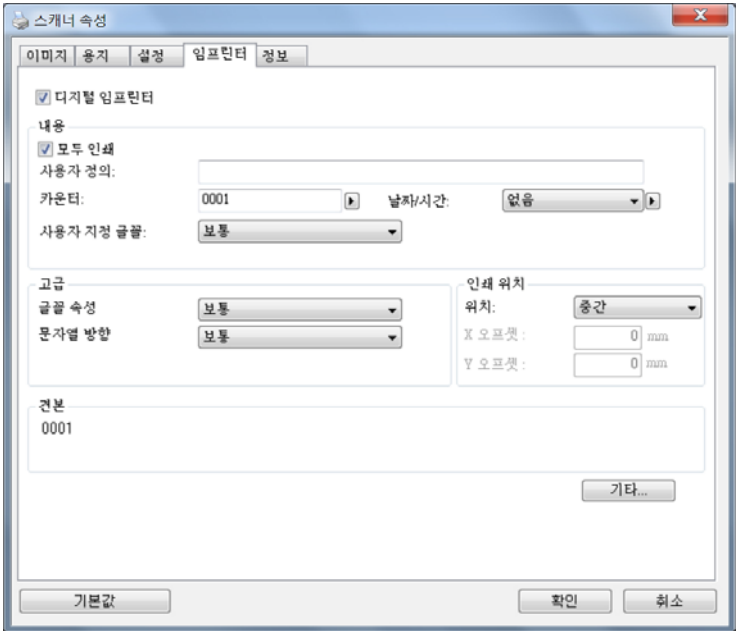 스캐너 속성
이미지 용지 설정 임프린터 정보
디지털 임프린터
내용
모두 인쇄
사용자 정의:
카운터: 0001 날짜/시간: 없음
사용자 지정 글꼴: 보통
고급
글꼴 속성 보통
문자열 방향 보통
인쇄 위치
위치: 중간
X 오프셋 : 0 mm
Y 오프셋 : 0 mm
견본
0001
기타...
기본값 확인 취소